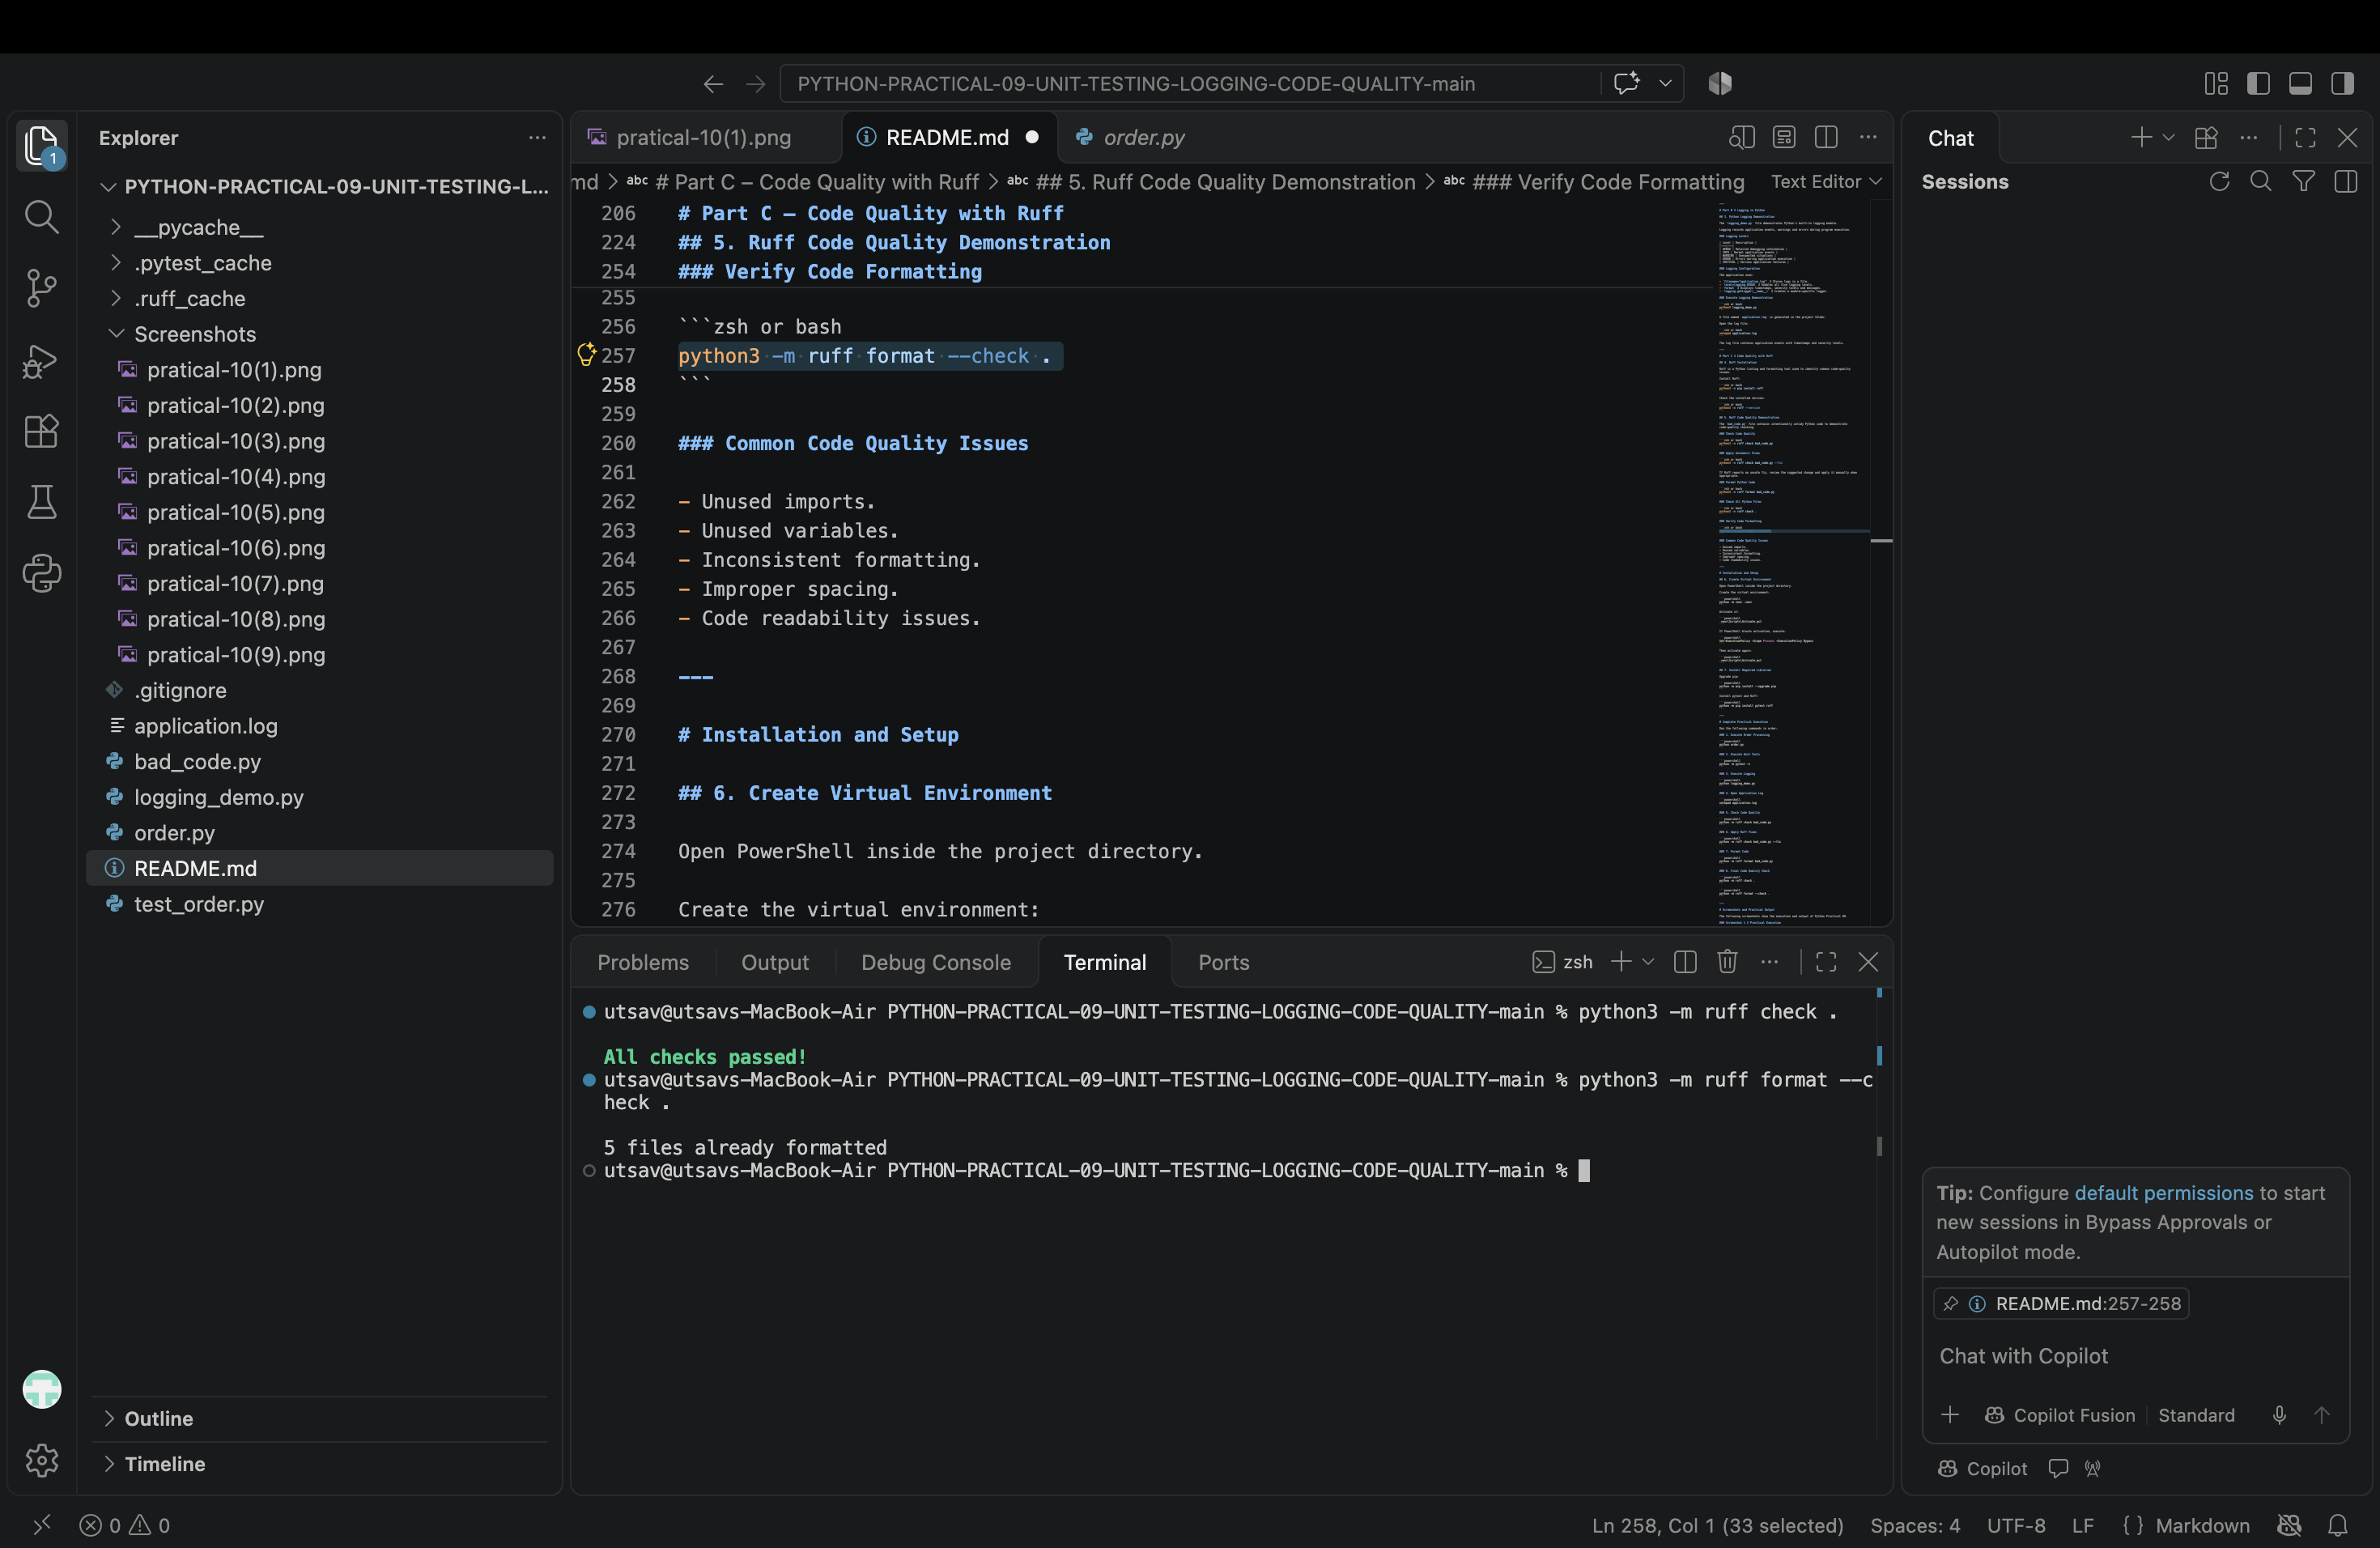 PYTHON-PRACTICAL-09-UNIT-TESTING-LOGGING-CODE-QUALITY-main
Explorer
1
PYTHON-PRACTICAL-09-UNIT-TESTING-L...
__pycache__
.pytest_cache
.ruff_cache
Screenshots
pratical-10(1).png
pratical-10(2).png
pratical-10(3).png
pratical-10(4).png
pratical-10(5).png
pratical-10(6).png
pratical-10(7).png
pratical-10(8).png
pratical-10(9).png
.gitignore
application.log
bad_code.py
logging_demo.py
order.py
README.md
test_order.py
Outline
Timeline
pratical-10(1).png
README.md
order.py
md > abc # Part C – Code Quality with Ruff > abc ## 5. Ruff Code Quality Demonstration > abc ### Verify Code Formatting
Text Editor
206 # Part C – Code Quality with Ruff
224 ## 5. Ruff Code Quality Demonstration
254 ### Verify Code Formatting
255
256 ```zsh or bash
257 python3 -m ruff format --check .
258 ```
259
260 ### Common Code Quality Issues
261
262 - Unused imports.
263 - Unused variables.
264 - Inconsistent formatting.
265 - Improper spacing.
266 - Code readability issues.
267
268 ---
269
270 # Installation and Setup
271
272 ## 6. Create Virtual Environment
273
274 Open PowerShell inside the project directory.
275
276 Create the virtual environment:
Problems
Output
Debug Console
Terminal
Ports
zsh
utsav@utsavs-MacBook-Air PYTHON-PRACTICAL-09-UNIT-TESTING-LOGGING-CODE-QUALITY-main % python3 -m ruff check .
All checks passed!
utsav@utsavs-MacBook-Air PYTHON-PRACTICAL-09-UNIT-TESTING-LOGGING-CODE-QUALITY-main % python3 -m ruff format --c
heck .
5 files already formatted
utsav@utsavs-MacBook-Air PYTHON-PRACTICAL-09-UNIT-TESTING-LOGGING-CODE-QUALITY-main %
Chat
Sessions
Tip: Configure default permissions to start
new sessions in Bypass Approvals or
Autopilot mode.
README.md:257-258
Chat with Copilot
Copilot Fusion
Standard
Copilot
0
0
Ln 258, Col 1 (33 selected)
Spaces: 4
UTF-8
LF
{ } Markdown